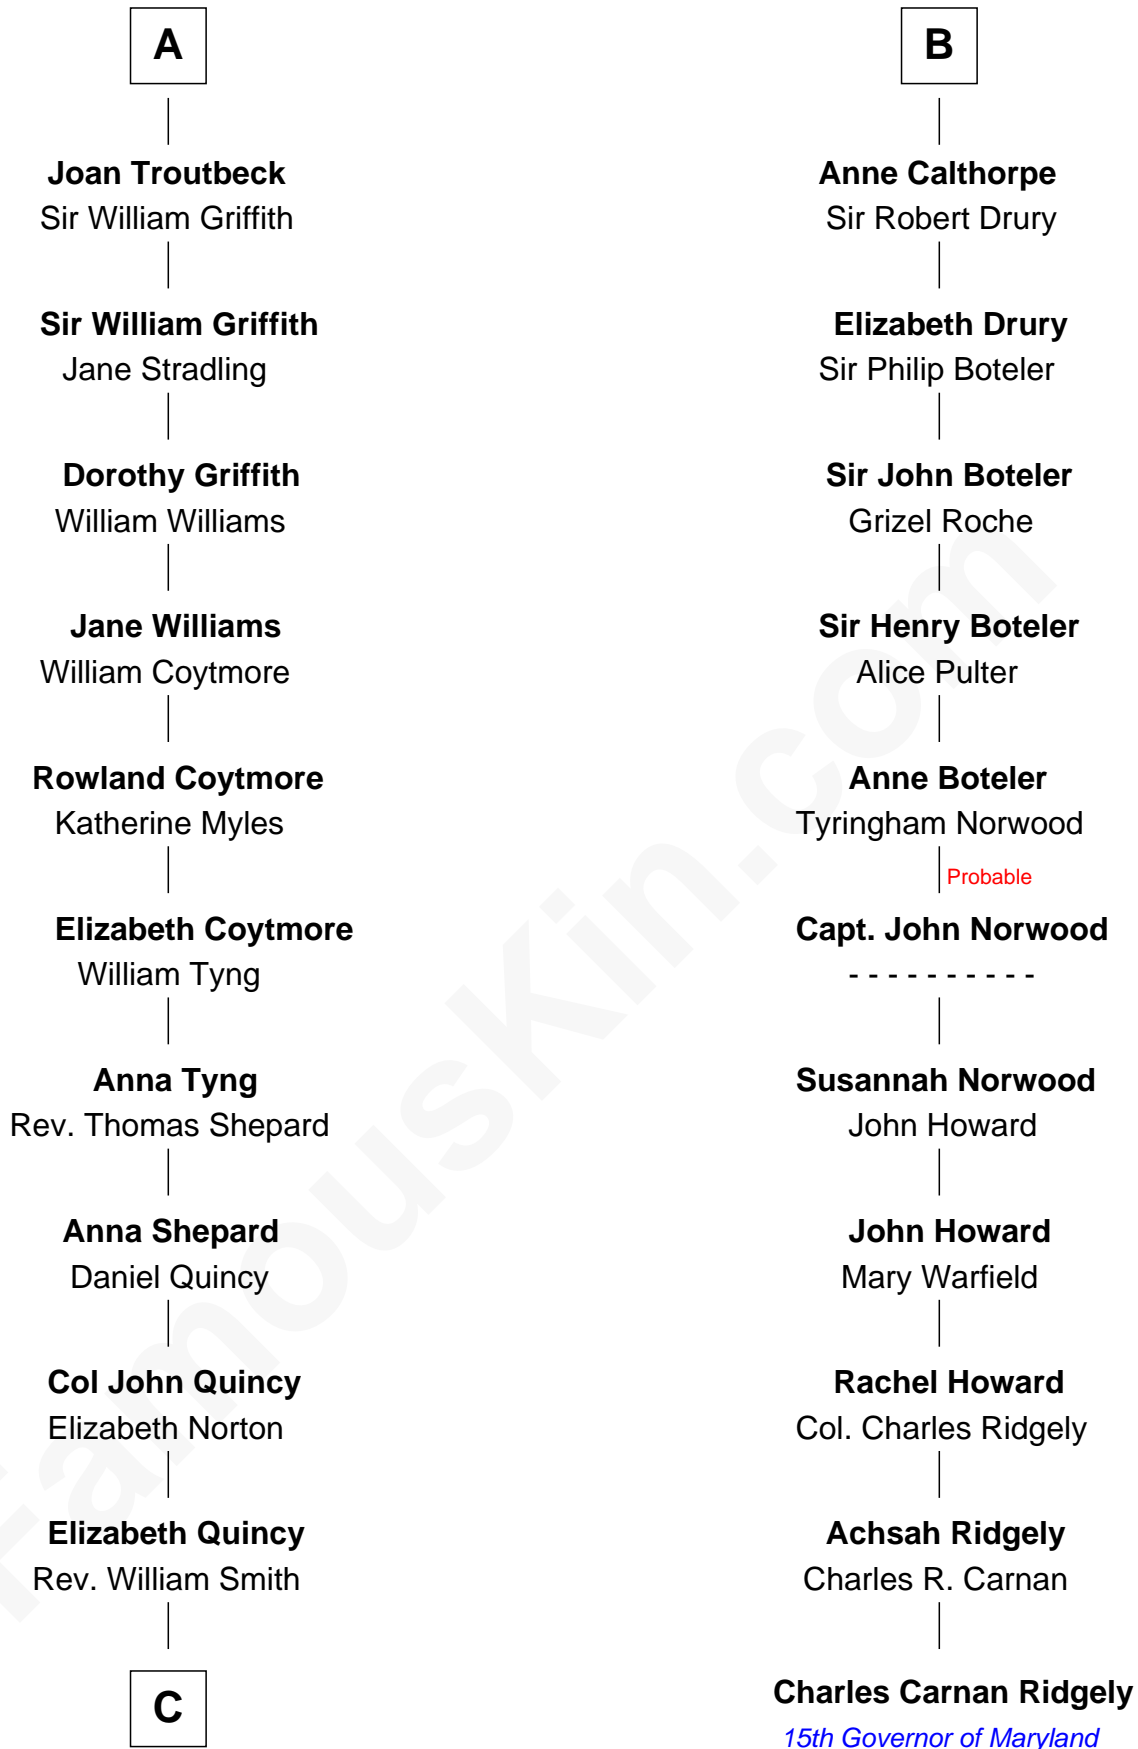 A
Joan Troutbeck
Sir William Griffith
Sir William Griffith
Jane Stradling
Dorothy Griffith
William Williams
Jane Williams
William Coytmore
Rowland Coytmore
Katherine Myles
Elizabeth Coytmore
William Tyng
Anna Tyng
Rev. Thomas Shepard
Anna Shepard
Daniel Quincy
Col John Quincy
Elizabeth Norton
Elizabeth Quincy
Rev. William Smith
C
B
Anne Calthorpe
Sir Robert Drury
Elizabeth Drury
Sir Philip Boteler
Sir John Boteler
Grizel Roche
Sir Henry Boteler
Alice Pulter
Anne Boteler
Tyringham Norwood
Probable
Capt. John Norwood
- - - - - - - - - -
Susannah Norwood
John Howard
John Howard
Mary Warfield
Rachel Howard
Col. Charles Ridgely
Achsah Ridgely
Charles R. Carnan
Charles Carnan Ridgely
15th Governor of Maryland
FamousKin.com